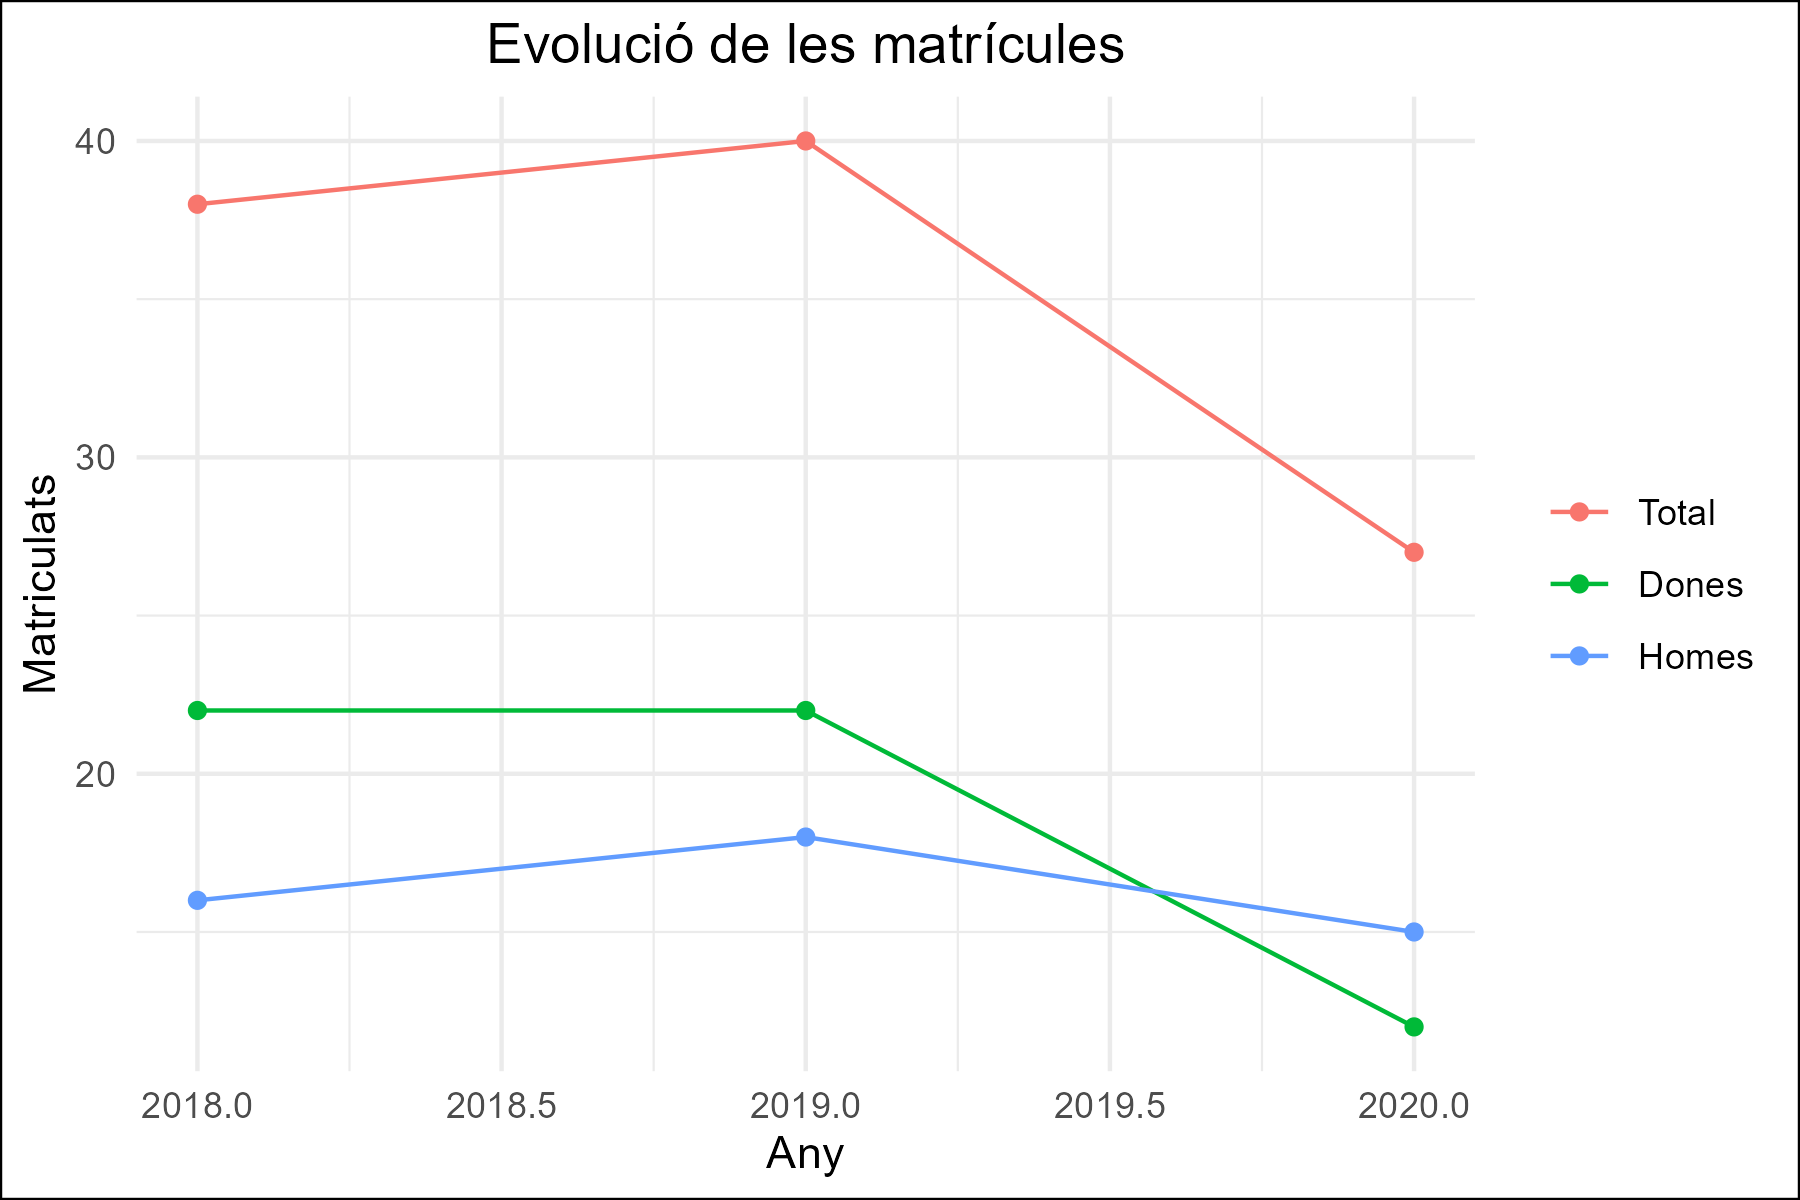 Evolució de les matrícules
40
30
20
Matriculats
2018.0
2018.5
2019.0
2019.5
2020.0
Any
Total
Dones
Homes